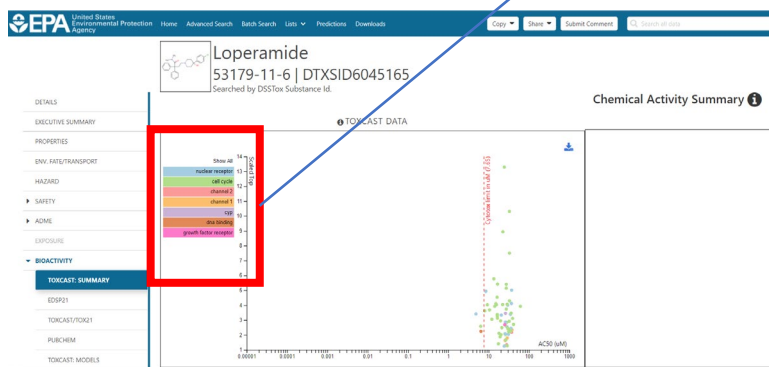 EPA United States Environmental Protection Agency
Home Advanced Search Batch Search Lists Predictions Downloads
Copy Share Submit Comment Search all data
Loperamide
53179-11-6 | DTXSID6045165
Searched by DSSTox Substance Id.
Chemical Activity Summary
DETAILS
EXECUTIVE SUMMARY
PROPERTIES
ENV. FATE/TRANSPORT
HAZARD
SAFETY
ADME
EXPOSURE
BIOACTIVITY
TOXCAST: SUMMARY
EDSP21
TOXCAST/TOX21
PUBCHEM
TOXCAST: MODELS
TOXCAST DATA
Show All
nuclear receptor
cell cycle
channel 2
channel 1
cyp
dna binding
growth factor receptor
Scaled Top
14
13
12
11
10
9
8
7
6
5
4
3
2
1
0.00001 0.0001 0.001 0.01 0.1 1 10 100 1000
AC50 (uM)